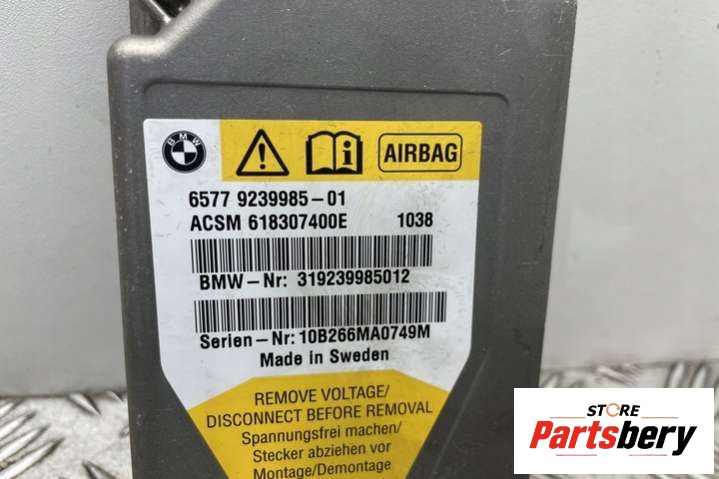 BMW
AIRBAG
6577 9239985-01
ACSM 618307400E 1038
BMW-Nr: 319239985012
Serien-Nr: 10B266MA0749M
Made in Sweden
REMOVE VOLTAGE/
DISCONNECT BEFORE REMOVAL
Spannungsfrei machen/
Stecker abziehen vor
Montage/Demontage
STORE
Partsbery